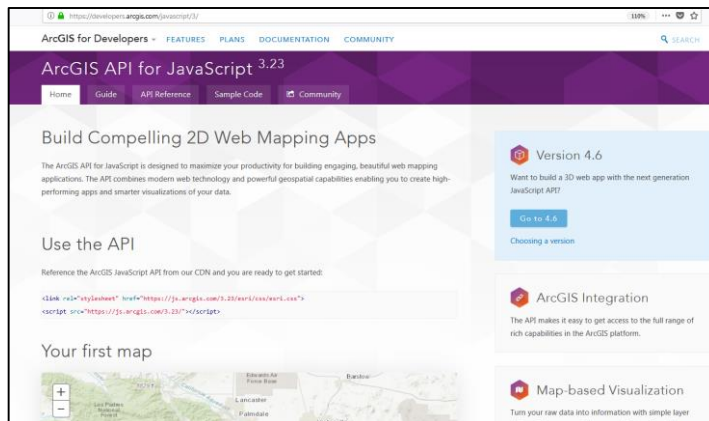 https://developers.arcgis.com/javascript/3/
110%
ArcGIS for Developers
FEATURES PLANS DOCUMENTATION COMMUNITY
SEARCH
ArcGIS API for JavaScript 3.23
Home Guide API Reference Sample Code Community
Build Compelling 2D Web Mapping Apps
The ArcGIS API for JavaScript is designed to maximize your productivity for building engaging, beautiful web mapping
applications. The API combines modern web technology and powerful geospatial capabilities enabling you to create high-
performing apps and smarter visualizations of your data.
Use the API
Reference the ArcGIS JavaScript API from our CDN and you are ready to get started:
<link rel="stylesheet" href="https://js.arcgis.com/3.23/esri/css/esri.css">
<script src="https://js.arcgis.com/3.23/"></script>
Your first map
+
−
Edwards Air
Force Base
Barstow
Lancaster
Palmdale
Los Padres
National
Forest
Version 4.6
Want to build a 3D web app with the next generation
JavaScript API?
Go to 4.6
Choosing a version
ArcGIS Integration
The API makes it easy to get access to the full range of
rich capabilities in the ArcGIS platform.
Map-based Visualization
Turn your raw data into information with simple layer